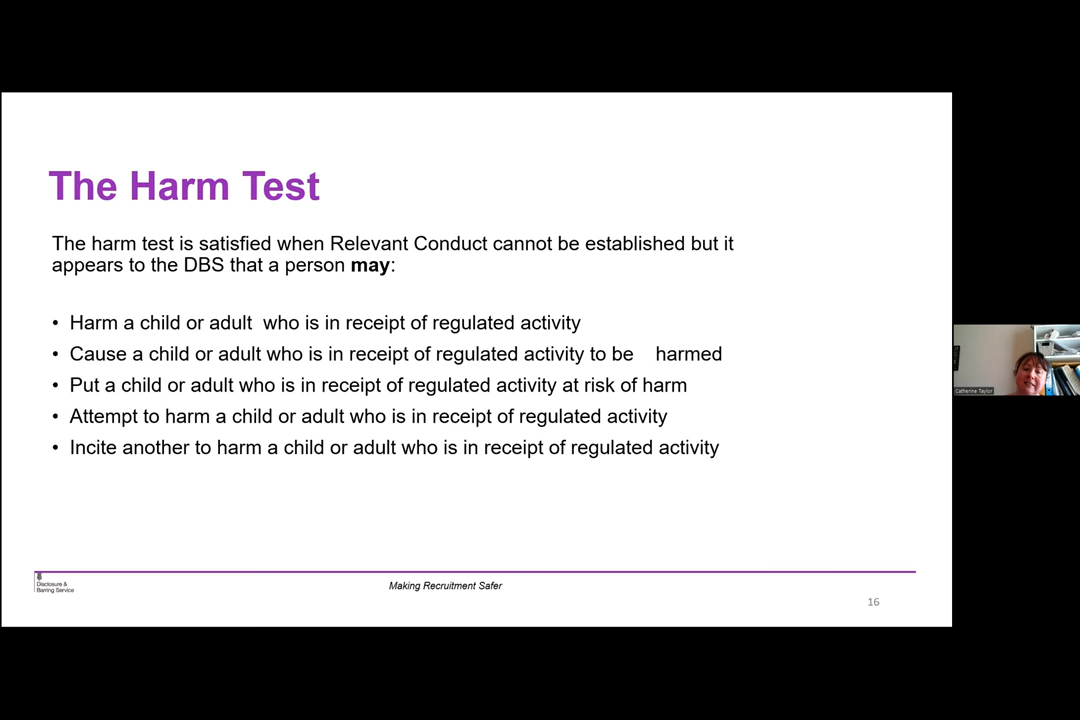 The Harm Test
The harm test is satisfied when Relevant Conduct cannot be established but it
appears to the DBS that a person may:
• Harm a child or adult  who is in receipt of regulated activity
• Cause a child or adult who is in receipt of regulated activity to be    harmed
• Put a child or adult who is in receipt of regulated activity at risk of harm
• Attempt to harm a child or adult who is in receipt of regulated activity
• Incite another to harm a child or adult who is in receipt of regulated activity
Disclosure &
Barring Service
Making Recruitment Safer
16
Catherine Taylor